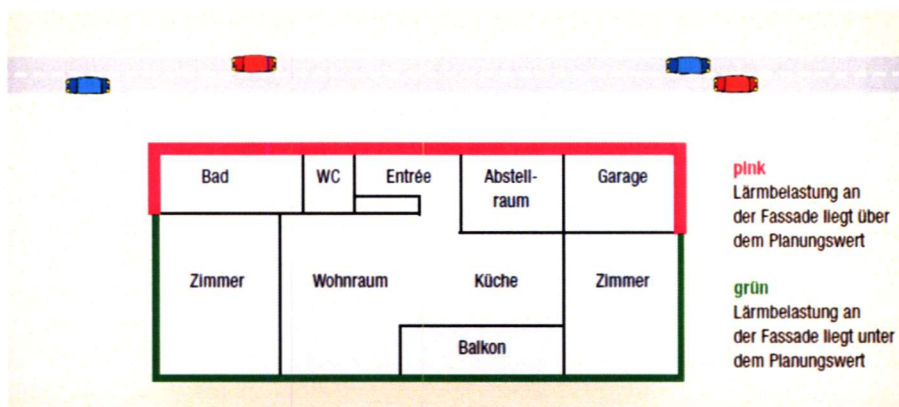 Bad
WC
Entrée
Abstell-
raum
Garage
Zimmer
Wohnraum
Küche
Zimmer
Balkon
pink
Lärmbelastung an
der Fassade liegt über
dem Planungswert
grün
Lärmbelastung an
der Fassade liegt unter
dem Planungswert